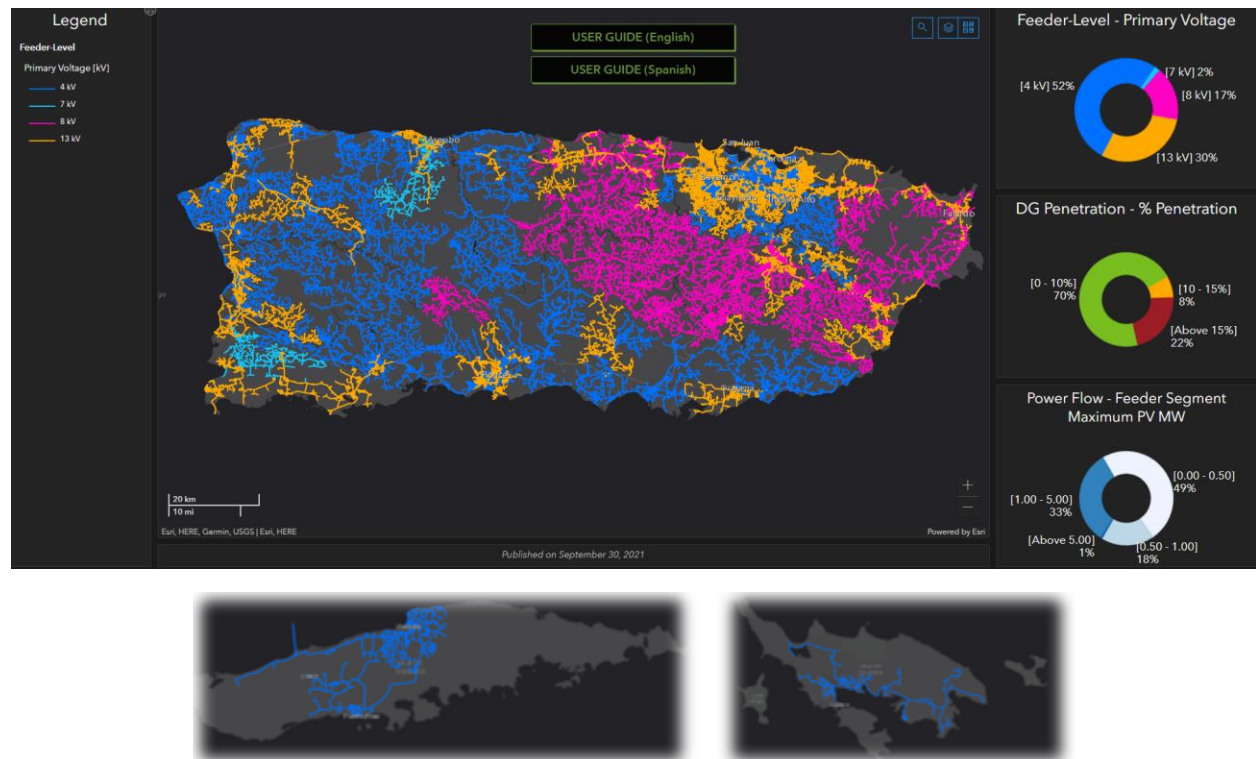 Legend
Feeder-Level
Primary Voltage [kV]
4 kV
7 kV
8 kV
13 kV
USER GUIDE (English)
USER GUIDE (Spanish)
Arecibo
San Juan
Carolina
Bayamon
Guaynabo
Trujillo Alto
Fajardo
Ponce
Guayama
20 km
10 mi
Esri, HERE, Garmin, USGS | Esri, HERE
Powered by Esri
Published on September 30, 2021
Feeder-Level - Primary Voltage
[4 kV] 52%
[7 kV] 2%
[8 kV] 17%
[13 kV] 30%
DG Penetration - % Penetration
[0 - 10%]
70%
[10 - 15%]
8%
[Above 15%]
22%
Power Flow - Feeder Segment
Maximum PV MW
[0.00 - 0.50]
49%
[1.00 - 5.00]
33%
[Above 5.00]
1%
[0.50 - 1.00]
18%